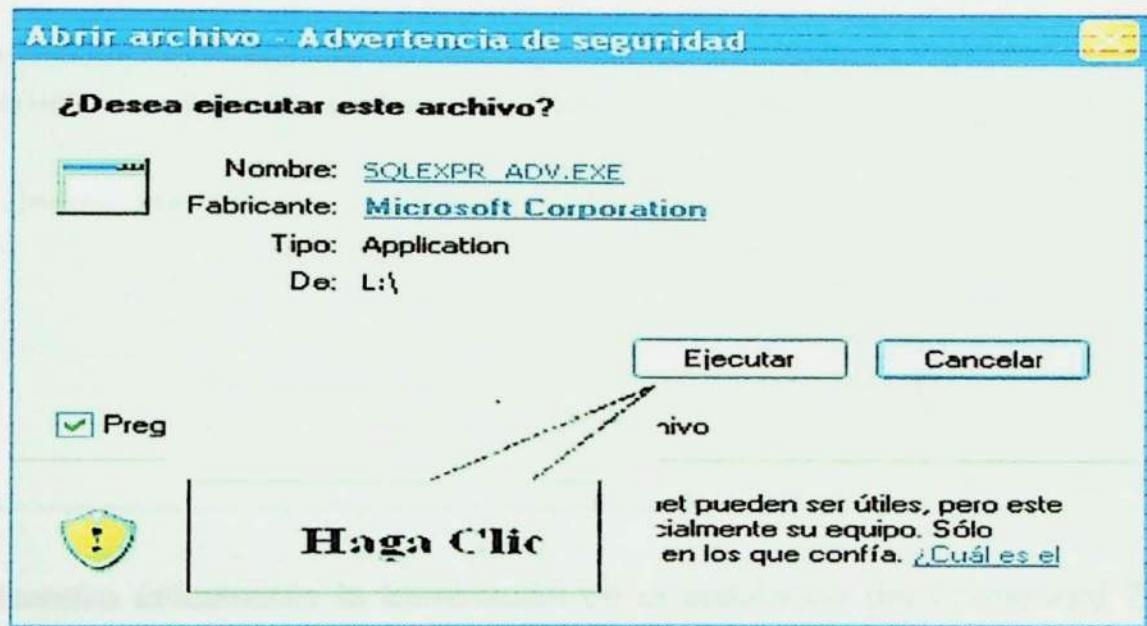 Abrir archivo - Advertencia de seguridad
¿Desea ejecutar este archivo?
Nombre: SQLEXPR_ADV.EXE
Fabricante: Microsoft Corporation
Tipo: Application
De: L:\
Ejecutar Cancelar
Preg hivo
Haga Clic
net pueden ser útiles, pero este
cialmente su equipo. Sólo
en los que confía. ¿Cuál es el